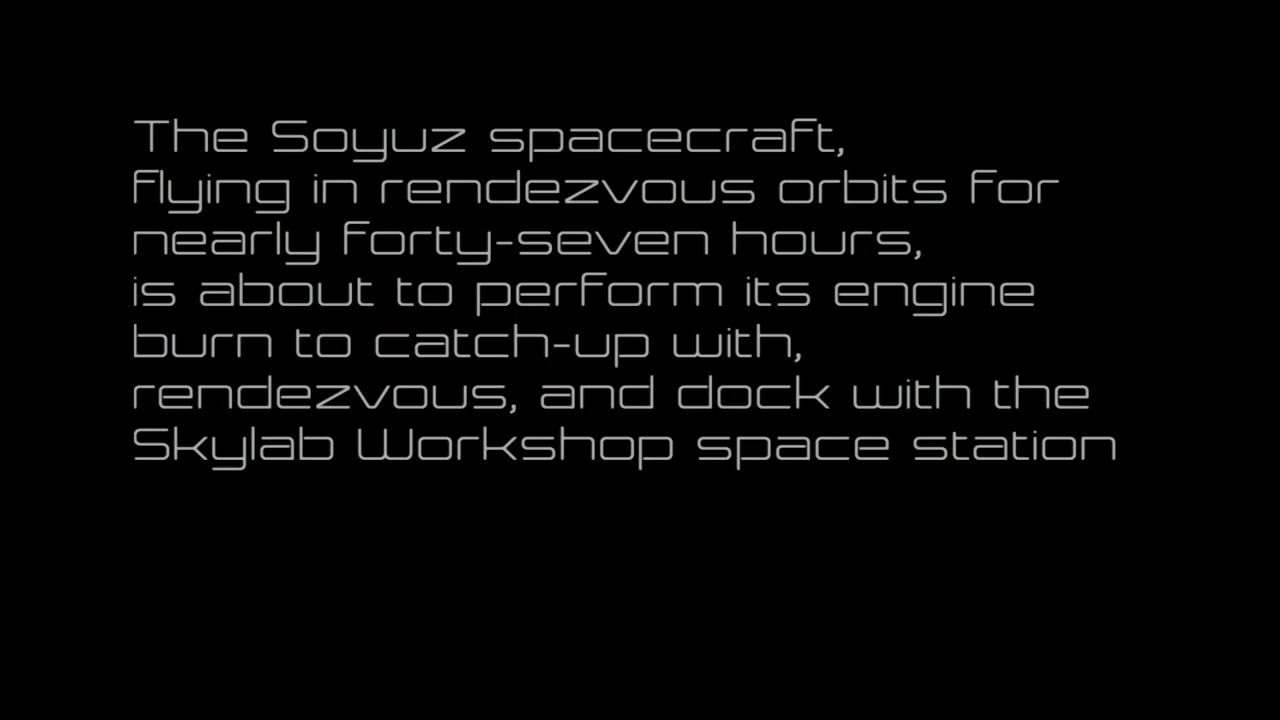 The Soyuz spacecraft,
flying in rendezvous orbits for
nearly forty-seven hours,
is about to perform its engine
burn to catch-up with,
rendezvous, and dock with the
Skylab Workshop space station